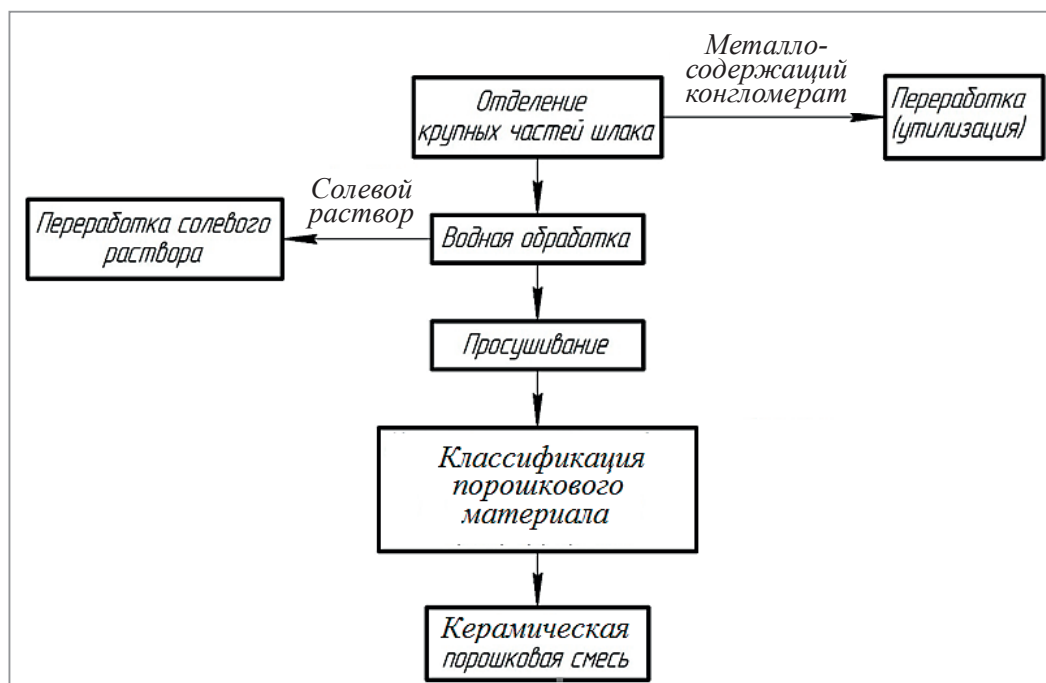 Металло-
содержащий
конгломерат
Отделение
крупных частей шлака
Переработка
(утилизация)
Солевой
раствор
Переработка солевого
раствора
Водная обработка
Просушивание
Классификация
порошкового
материала
Керамическая
порошковая смесь